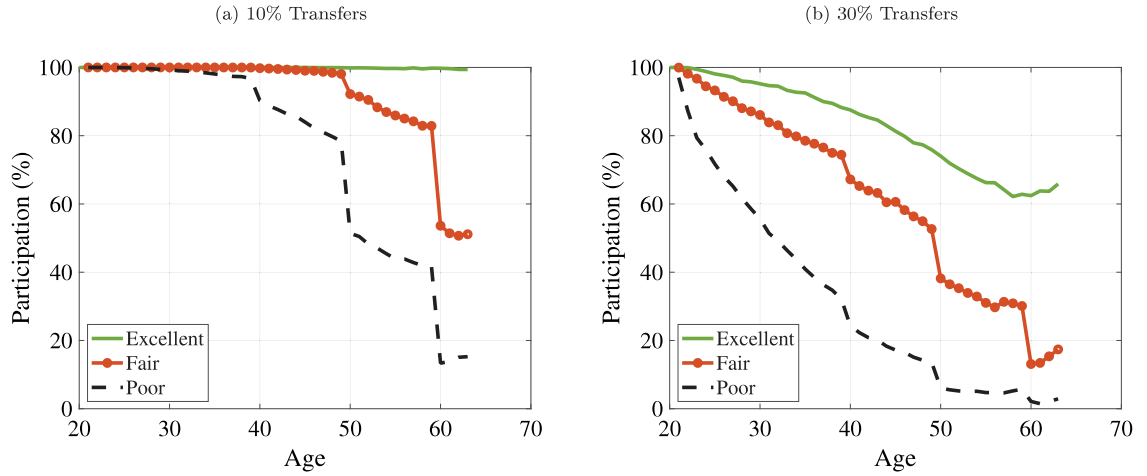 (a) 10% Transfers
100
80
60
40
20
0
Participation (%)
Excellent
Fair
Poor
20 30 40 50 60 70
Age
(b) 30% Transfers
100
80
60
40
20
0
Participation (%)
Excellent
Fair
Poor
20 30 40 50 60 70
Age